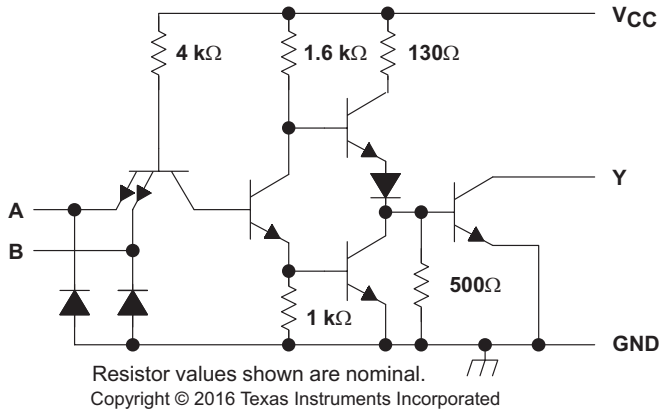 VCC
4 kΩ
1.6 kΩ
130Ω
A
Y
B
500Ω
1 kΩ
GND
Resistor values shown are nominal.
Copyright © 2016 Texas Instruments Incorporated